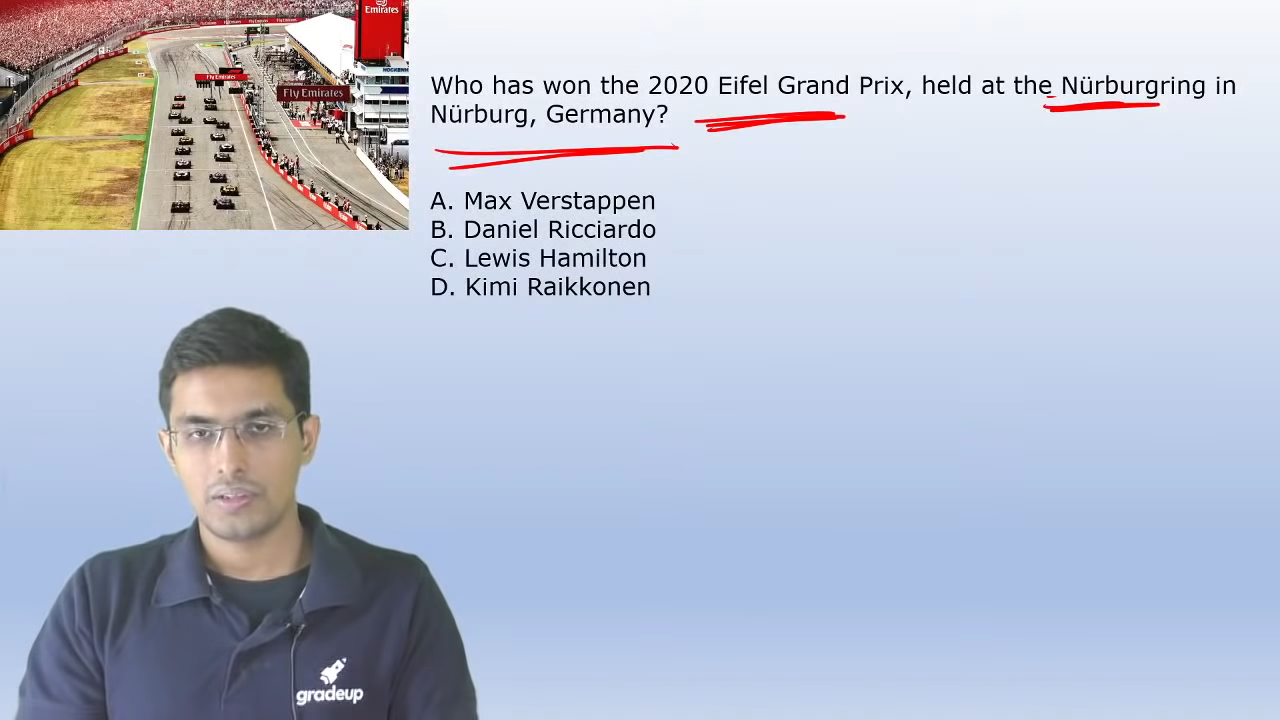 Emirates
HOCKENH
Fly Emirates
Fly Emirates
Who has won the 2020 Eifel Grand Prix, held at the Nürburgring in
Nürburg, Germany?
A. Max Verstappen
B. Daniel Ricciardo
C. Lewis Hamilton
D. Kimi Raikkonen
gradeup